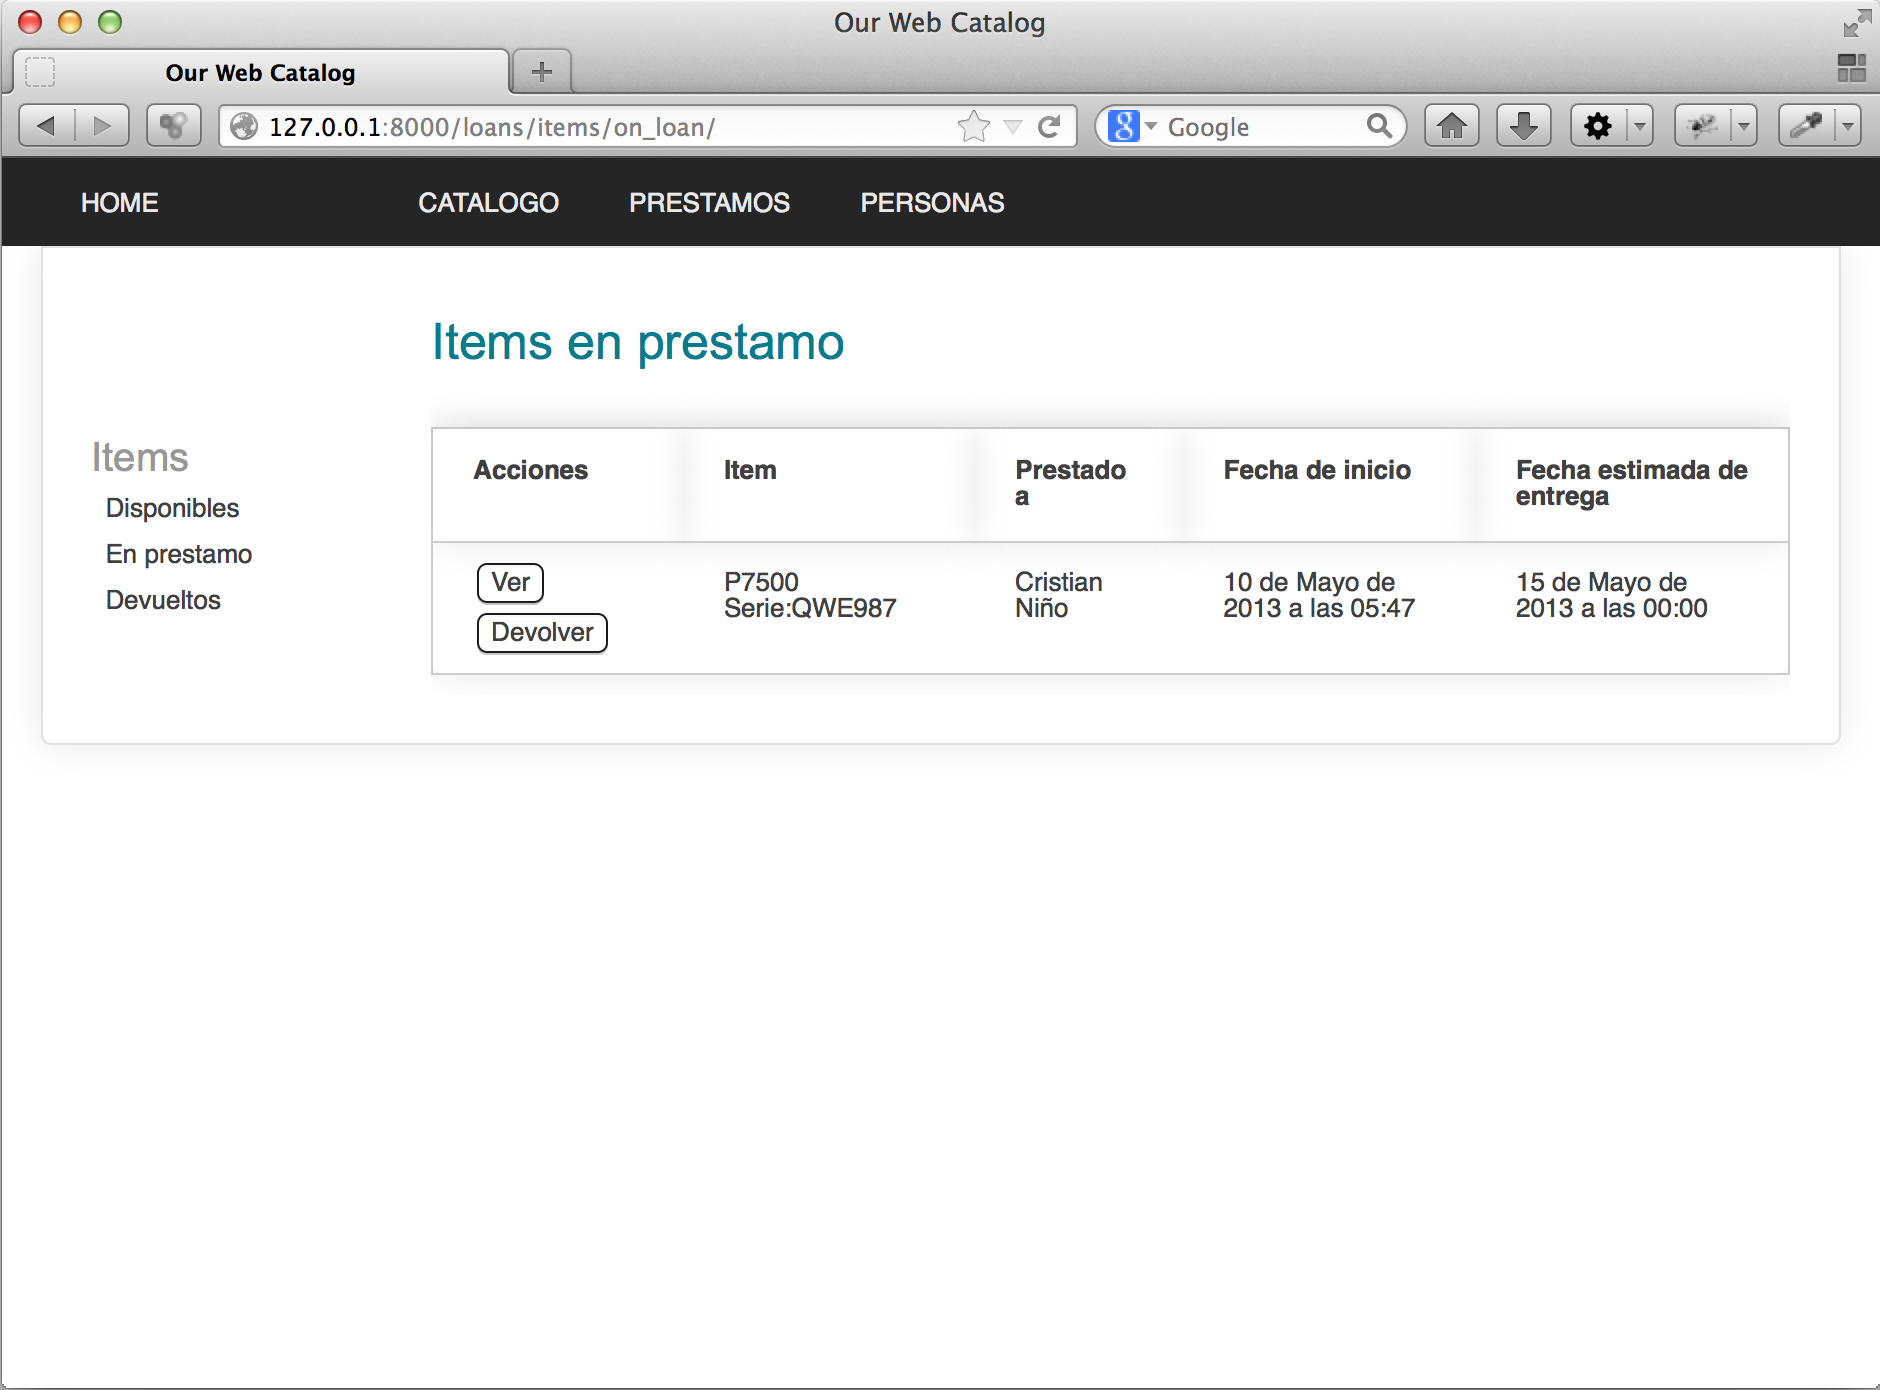 Our Web Catalog
Our Web Catalog
127.0.0.1:8000/loans/items/on_loan/
Google
HOME CATALOGO PRESTAMOS PERSONAS
Items en prestamo
Items
Disponibles
En prestamo
Devueltos
Acciones Item Prestado a Fecha de inicio Fecha estimada de entrega
Ver
Devolver
P7500
Serie:QWE987
Cristian
Niño
10 de Mayo de
2013 a las 05:47
15 de Mayo de
2013 a las 00:00